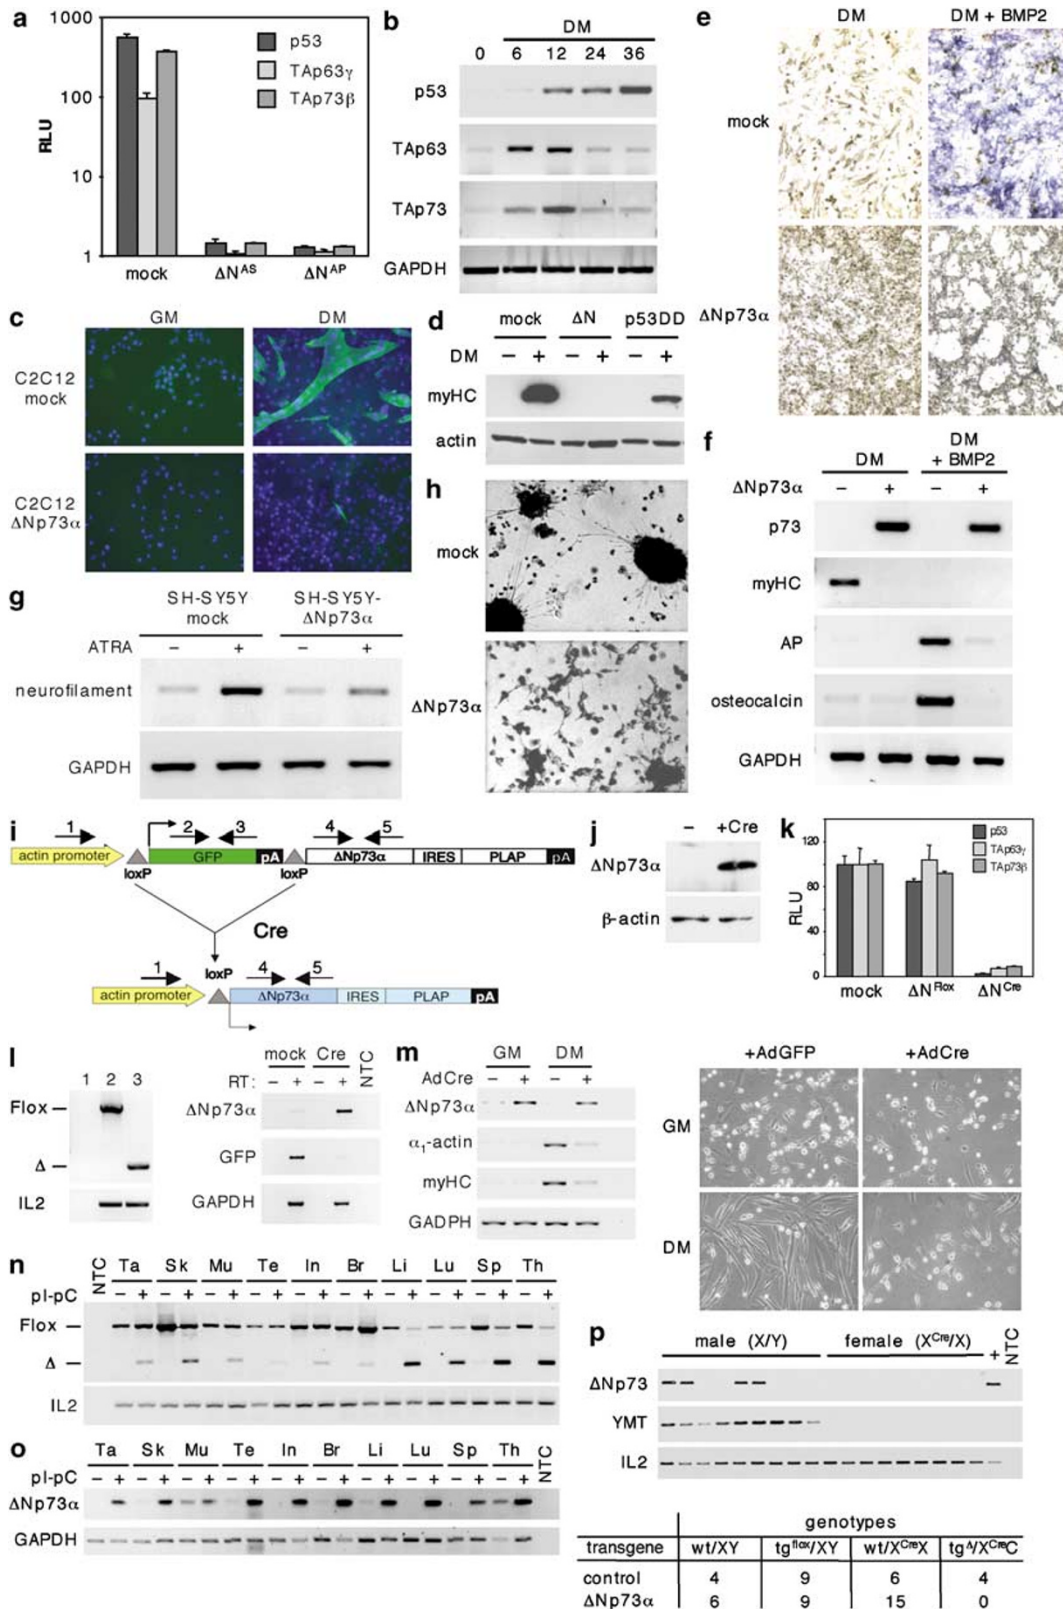 a
1000
100
10
1
RLU
p53
TAp63γ
TAp73β
mock ΔN^AS ΔN^AP
b
DM
0 6 12 24 36
p53
TAp63
TAp73
GAPDH
c
GM DM
C2C12
mock
C2C12
ΔNp73α
d
mock ΔN p53DD
DM − + − + − +
myHC
actin
e
DM DM + BMP2
mock
ΔNp73α
f
DM
DM
+ BMP2
ΔNp73α − + − +
p73
myHC
AP
osteocalcin
GAPDH
g
SH-SY5Y
mock
SH-SY5Y-
ΔNp73α
ATRA − + − +
neurofilament
GAPDH
h
mock
ΔNp73α
i
1 2 3 4 5
actin promoter GFP pA ΔNp73α IRES PLAP pA
loxP loxP
Cre
1 loxP 4 5
actin promoter ΔNp73α IRES PLAP pA
j
− +Cre
ΔNp73α
β-actin
k
120
80
40
0
RLU
p53
TAp63γ
TAp73β
mock ΔN^Flox ΔN^Cre
l
1 2 3
Flox
Δ
IL2
mock Cre NTC
RT: − + − +
ΔNp73α
GFP
GAPDH
m
GM DM
AdCre − + − +
ΔNp73α
α₁-actin
myHC
GADPH
+AdGFP +AdCre
GM
DM
n
NTC Ta Sk Mu Te In Br Li Lu Sp Th
pI-pC − + − + − + − + − + − + − + − + − + − +
Flox
Δ
IL2
o
Ta Sk Mu Te In Br Li Lu Sp Th NTC
pI-pC − + − + − + − + − + − + − + − + − + − +
ΔNp73α
GAPDH
p
male (X/Y) female (X^Cre/X) + NTC
ΔNp73
YMT
IL2
genotypes
transgene wt/XY tg^flox/XY wt/X^CreX tg^Δ/X^CreC
control 4 9 6 4
ΔNp73α 6 9 15 0